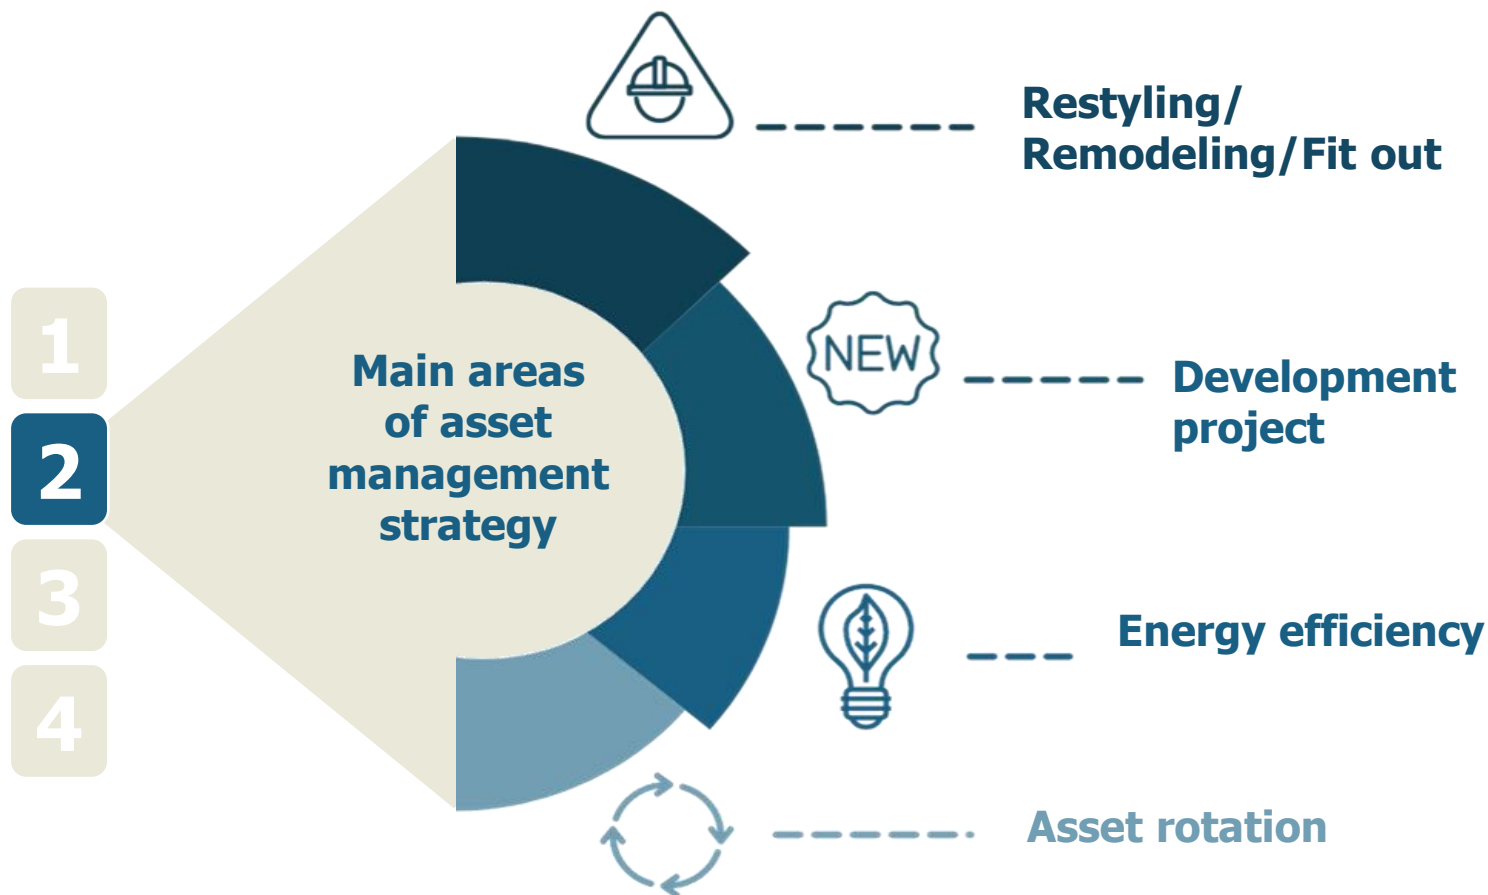 1
2
3
4
Main areas
of asset
management
strategy
Restyling/
Remodeling/Fit out
NEW
Development
project
Energy efficiency
Asset rotation